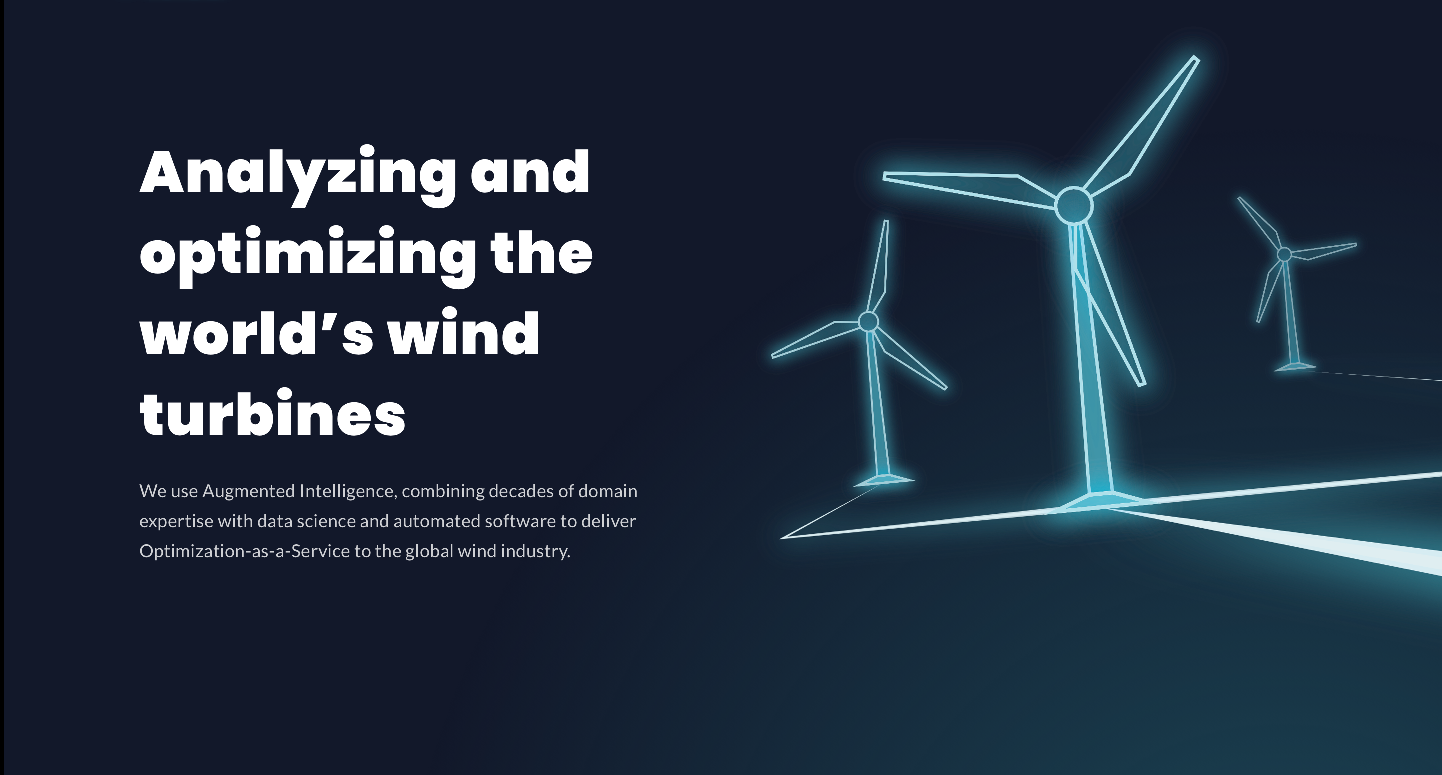 Analyzing and
optimizing the
world’s wind
turbines
We use Augmented Intelligence, combining decades of domain
expertise with data science and automated software to deliver
Optimization-as-a-Service to the global wind industry.